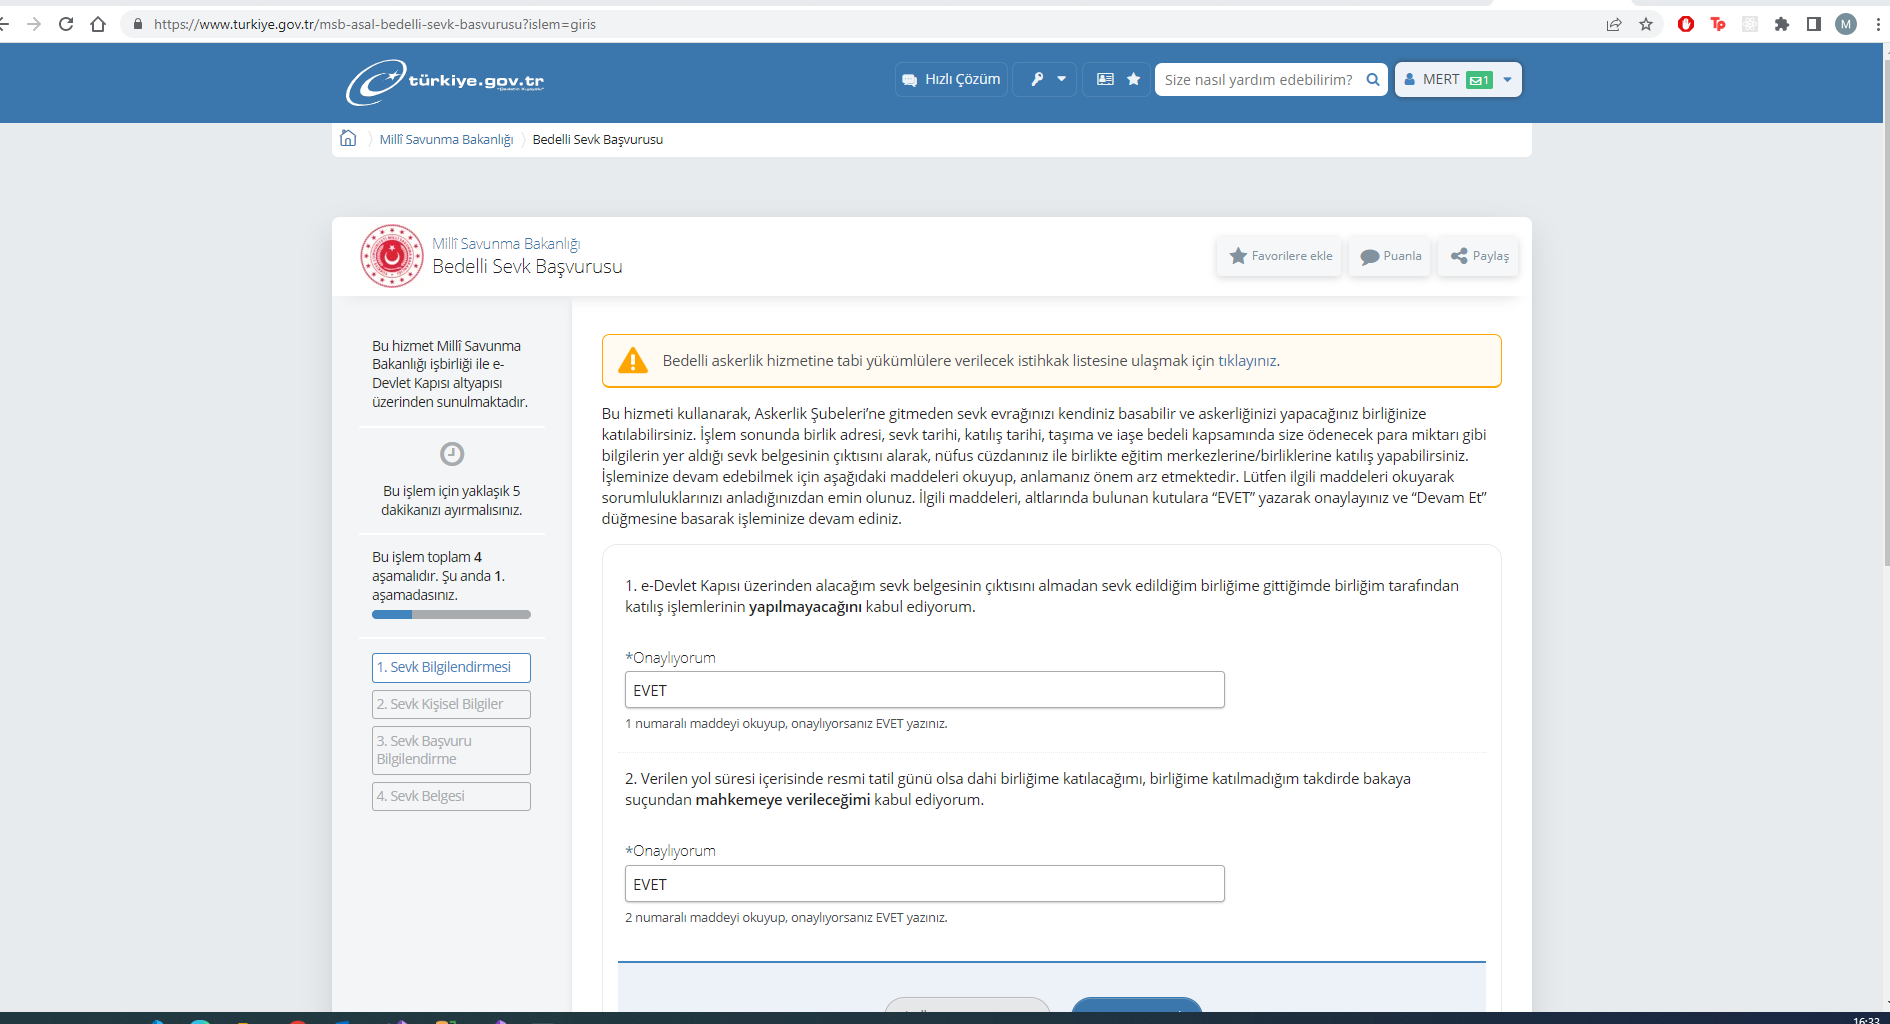 https://www.turkiye.gov.tr/msb-asal-bedelli-sevk-basvurusu?islem=giris
Tp
M
türkiye.gov.tr
Hızlı Çözüm
Size nasıl yardım edebilirim?
MERT
1
Millî Savunma Bakanlığı
Bedelli Sevk Başvurusu
Millî Savunma Bakanlığı
Bedelli Sevk Başvurusu
Favorilere ekle
Puanla
Paylaş
Bu hizmet Millî Savunma
Bakanlığı işbirliği ile e-
Devlet Kapısı altyapısı
üzerinden sunulmaktadır.
Bu işlem için yaklaşık 5
dakikanızı ayırmalısınız.
Bu işlem toplam 4
aşamalıdır. Şu anda 1.
aşamadasınız.
1. Sevk Bilgilendirmesi
2. Sevk Kişisel Bilgiler
3. Sevk Başvuru
Bilgilendirme
4. Sevk Belgesi
Bedelli askerlik hizmetine tabi yükümlülere verilecek istihkak listesine ulaşmak için tıklayınız.
Bu hizmeti kullanarak, Askerlik Şubeleri’ne gitmeden sevk evrağınızı kendiniz basabilir ve askerliğinizi yapacağınız birliğinize
katılabilirsiniz. İşlem sonunda birlik adresi, sevk tarihi, katılış tarihi, taşıma ve iaşe bedeli kapsamında size ödenecek para miktarı gibi
bilgilerin yer aldığı sevk belgesinin çıktısını alarak, nüfus cüzdanınız ile birlikte eğitim merkezlerine/birliklerine katılış yapabilirsiniz.
İşleminize devam edebilmek için aşağıdaki maddeleri okuyup, anlamanız önem arz etmektedir. Lütfen ilgili maddeleri okuyarak
sorumluluklarınızı anladığınızdan emin olunuz. İlgili maddeleri, altlarında bulunan kutulara “EVET” yazarak onaylayınız ve “Devam Et”
düğmesine basarak işleminize devam ediniz.
1. e-Devlet Kapısı üzerinden alacağım sevk belgesinin çıktısını almadan sevk edildiğim birliğime gittiğimde birliğim tarafından
katılış işlemlerinin yapılmayacağını kabul ediyorum.
*Onaylıyorum
EVET
1 numaralı maddeyi okuyup, onaylıyorsanız EVET yazınız.
2. Verilen yol süresi içerisinde resmi tatil günü olsa dahi birliğime katılacağımı, birliğime katılmadığım takdirde bakaya
suçundan mahkemeye verileceğimi kabul ediyorum.
*Onaylıyorum
EVET
2 numaralı maddeyi okuyup, onaylıyorsanız EVET yazınız.
16:33